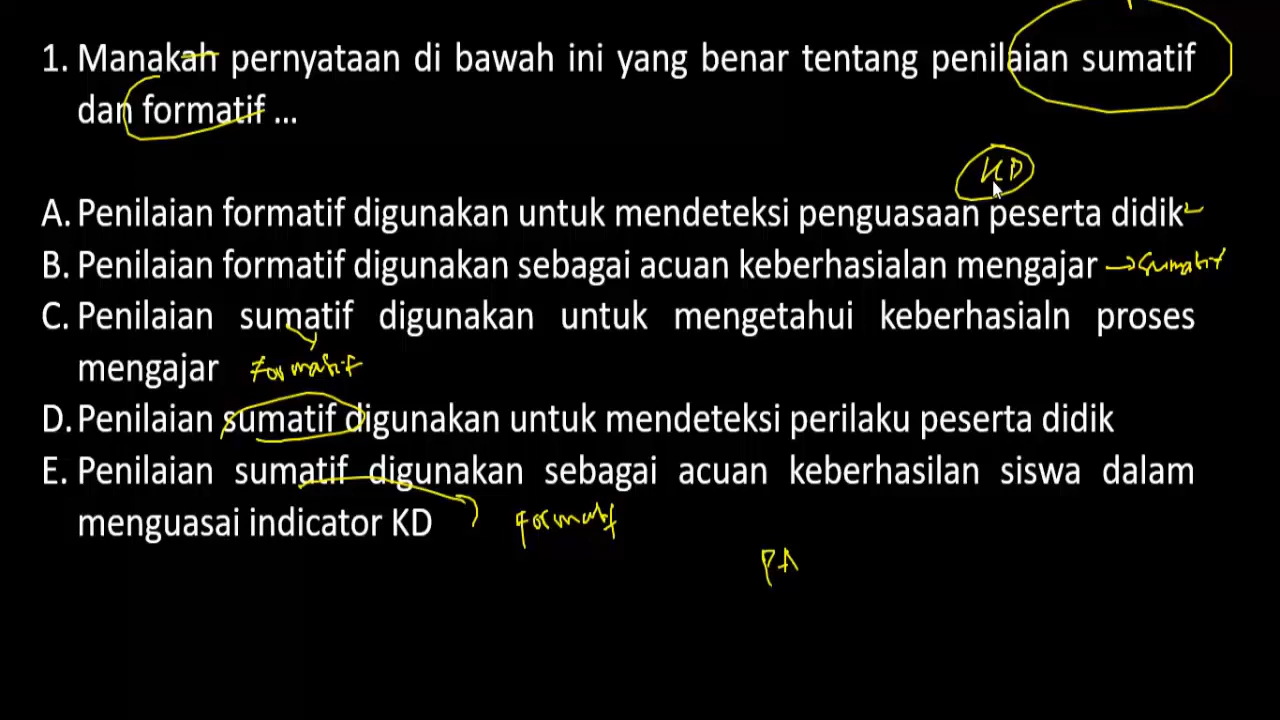 1. Manakah pernyataan di bawah ini yang benar tentang penilaian sumatif
dan formatif ...
KD
A. Penilaian formatif digunakan untuk mendeteksi penguasaan peserta didik
B. Penilaian formatif digunakan sebagai acuan keberhasialan mengajar → Sumatif
C. Penilaian sumatif digunakan untuk mengetahui keberhasialn proses
mengajar Formatif
D. Penilaian sumatif digunakan untuk mendeteksi perilaku peserta didik
E. Penilaian sumatif digunakan sebagai acuan keberhasilan siswa dalam
menguasai indicator KD formatif
PA